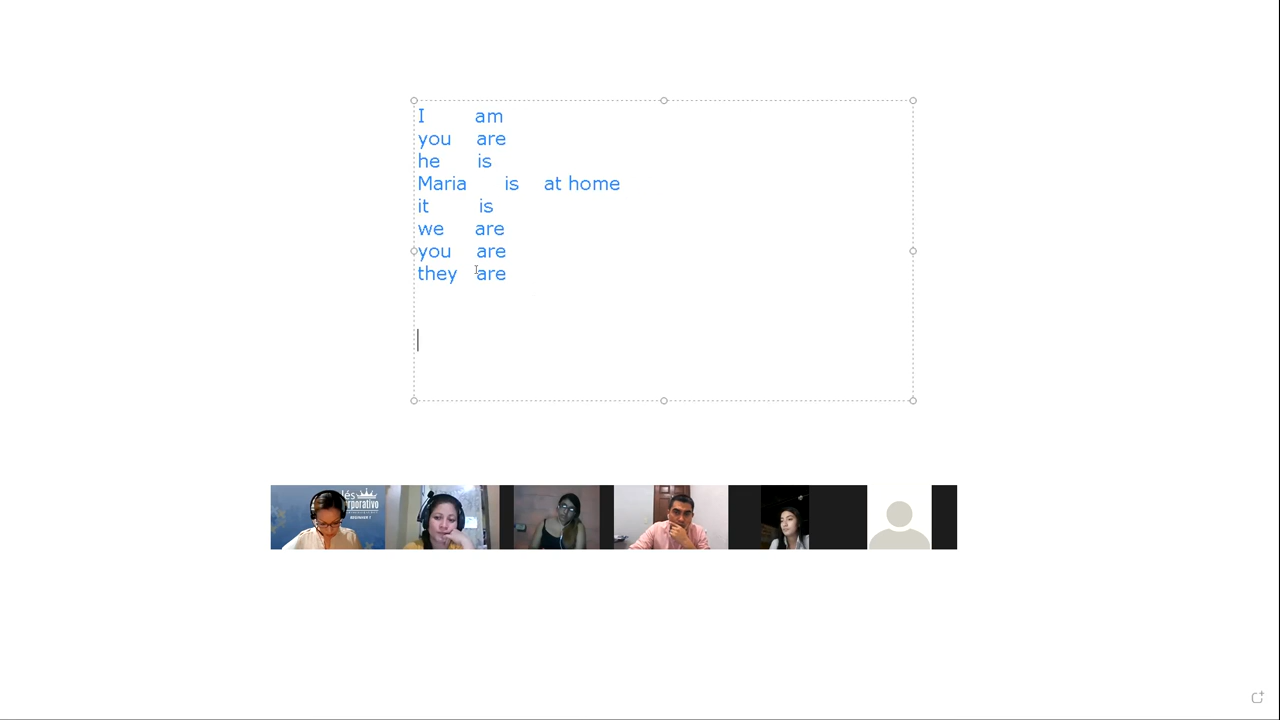 I am
you are
he is
Maria is at home
it is
we are
you are
they are